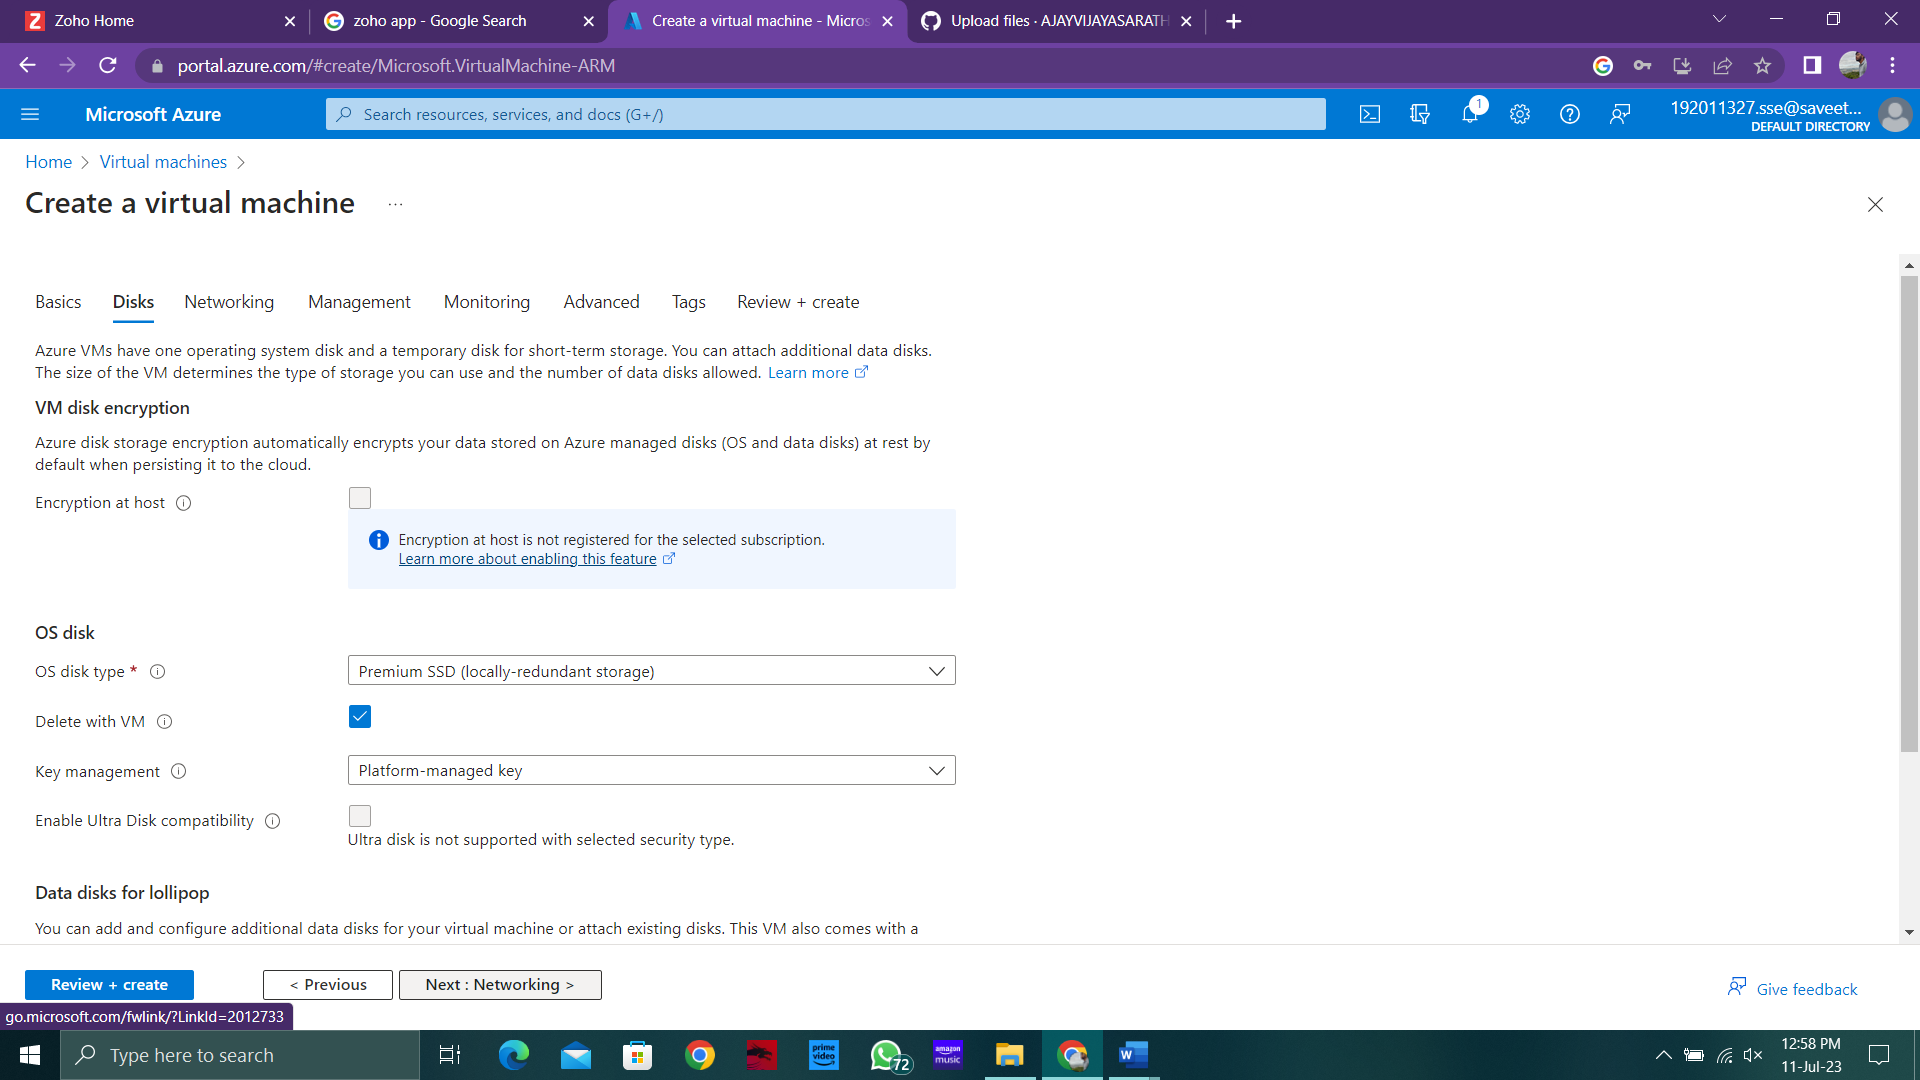 Zoho Home
zoho app - Google Search
Create a virtual machine - Micros
Upload files · AJAYVIJAYASARATH
portal.azure.com/#create/Microsoft.VirtualMachine-ARM
Microsoft Azure
Search resources, services, and docs (G+/)
1
192011327.sse@saveet...
DEFAULT DIRECTORY
Home > Virtual machines >
Create a virtual machine ...
Basics Disks Networking Management Monitoring Advanced Tags Review + create
Azure VMs have one operating system disk and a temporary disk for short-term storage. You can attach additional data disks.
The size of the VM determines the type of storage you can use and the number of data disks allowed. Learn more
VM disk encryption
Azure disk storage encryption automatically encrypts your data stored on Azure managed disks (OS and data disks) at rest by
default when persisting it to the cloud.
Encryption at host
Encryption at host is not registered for the selected subscription.
Learn more about enabling this feature
OS disk
OS disk type * Premium SSD (locally-redundant storage)
Delete with VM
Key management Platform-managed key
Enable Ultra Disk compatibility
Ultra disk is not supported with selected security type.
Data disks for lollipop
You can add and configure additional data disks for your virtual machine or attach existing disks. This VM also comes with a
Review + create < Previous Next : Networking > Give feedback
go.microsoft.com/fwlink/?LinkId=2012733
Type here to search
prime video
72
amazon music
W
12:58 PM
11-Jul-23